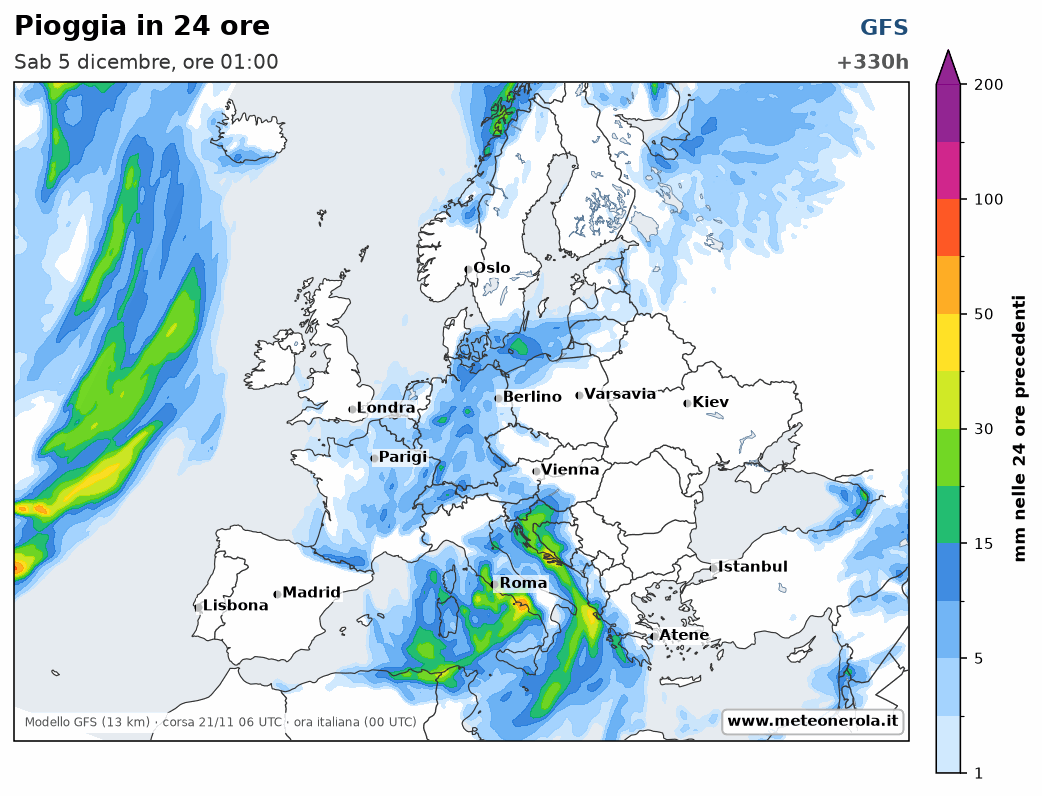 Pioggia in 24 ore
GFS
Sab 5 dicembre, ore 01:00
+330h
200
100
50
30
15
5
1
mm nelle 24 ore precedenti
Oslo
Londra
Berlino
Varsavia
Kiev
Parigi
Vienna
Roma
Istanbul
Madrid
Lisbona
Atene
Modello GFS (13 km) · corsa 21/11 06 UTC · ora italiana (00 UTC)
www.meteonerola.it